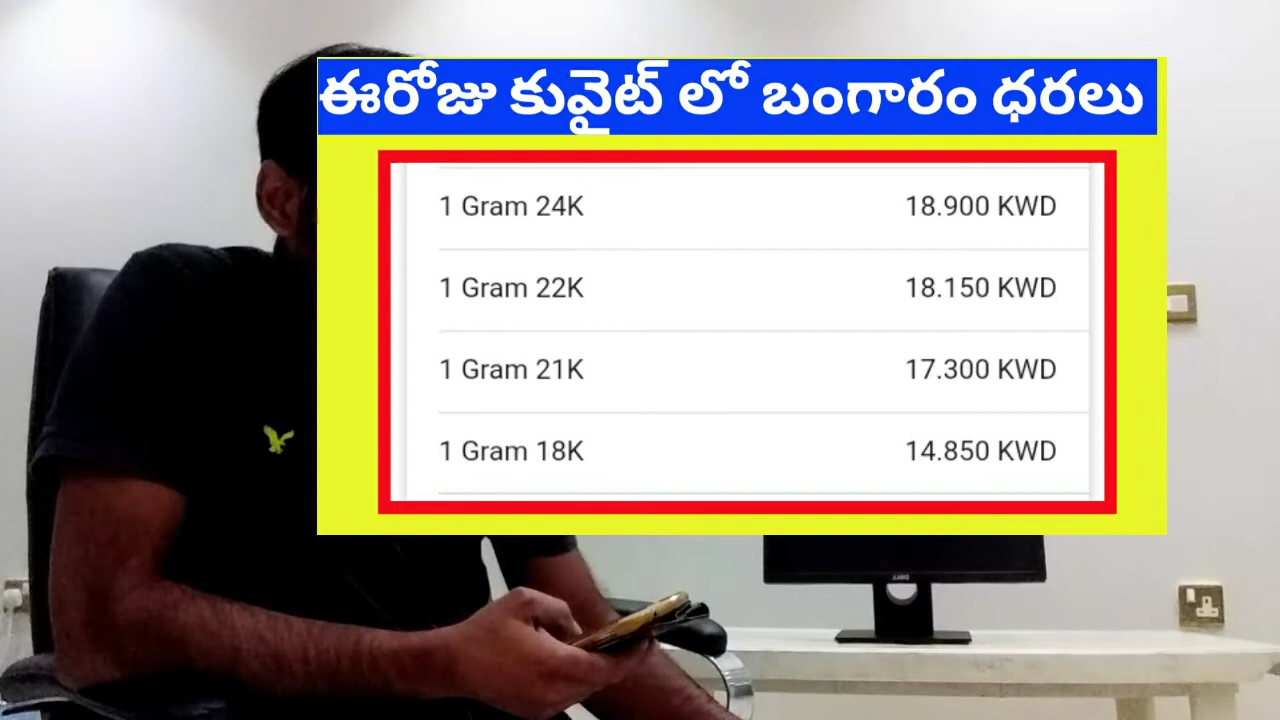 ఈరోజు కువైట్ లో బంగారం ధరలు
1 Gram 24K 18.900 KWD
1 Gram 22K 18.150 KWD
1 Gram 21K 17.300 KWD
1 Gram 18K 14.850 KWD
DELL